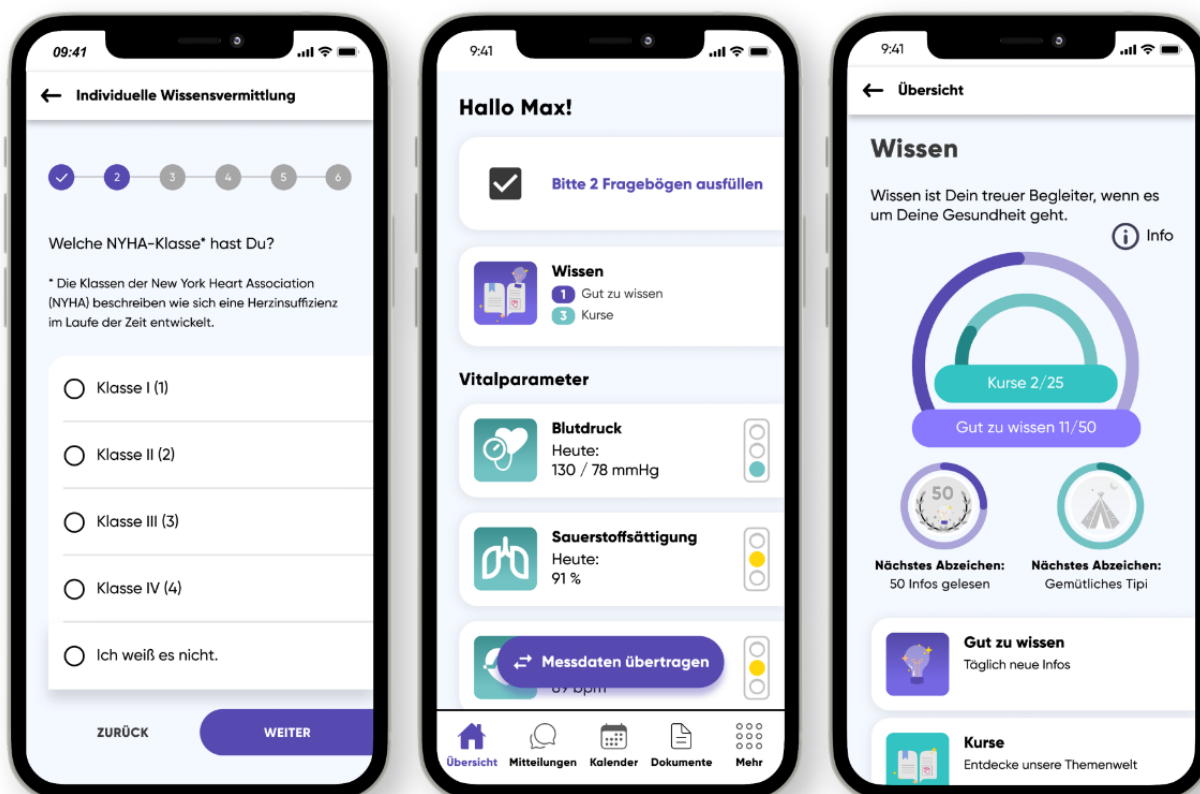 09:41
Individuelle Wissensvermittlung
2 3 4 5 6
Welche NYHA-Klasse* hast Du?
* Die Klassen der New York Heart Association
(NYHA) beschreiben wie sich eine Herzinsuffizienz
im Laufe der Zeit entwickelt.
Klasse I (1)
Klasse II (2)
Klasse III (3)
Klasse IV (4)
Ich weiß es nicht.
ZURÜCK WEITER
9:41
Hallo Max!
Bitte 2 Fragebögen ausfüllen
Wissen
1 Gut zu wissen
3 Kurse
Vitalparameter
Blutdruck
Heute:
130 / 78 mmHg
Sauerstoffsättigung
Heute:
91 %
Messdaten übertragen
bpm
Übersicht Mitteilungen Kalender Dokumente Mehr
9:41
Übersicht
Wissen
Wissen ist Dein treuer Begleiter, wenn es
um Deine Gesundheit geht.
Info
Kurse 2/25
Gut zu wissen 11/50
50
Nächstes Abzeichen: Nächstes Abzeichen:
50 Infos gelesen Gemütliches Tipi
Gut zu wissen
Täglich neue Infos
Kurse
Entdecke unsere Themenwelt